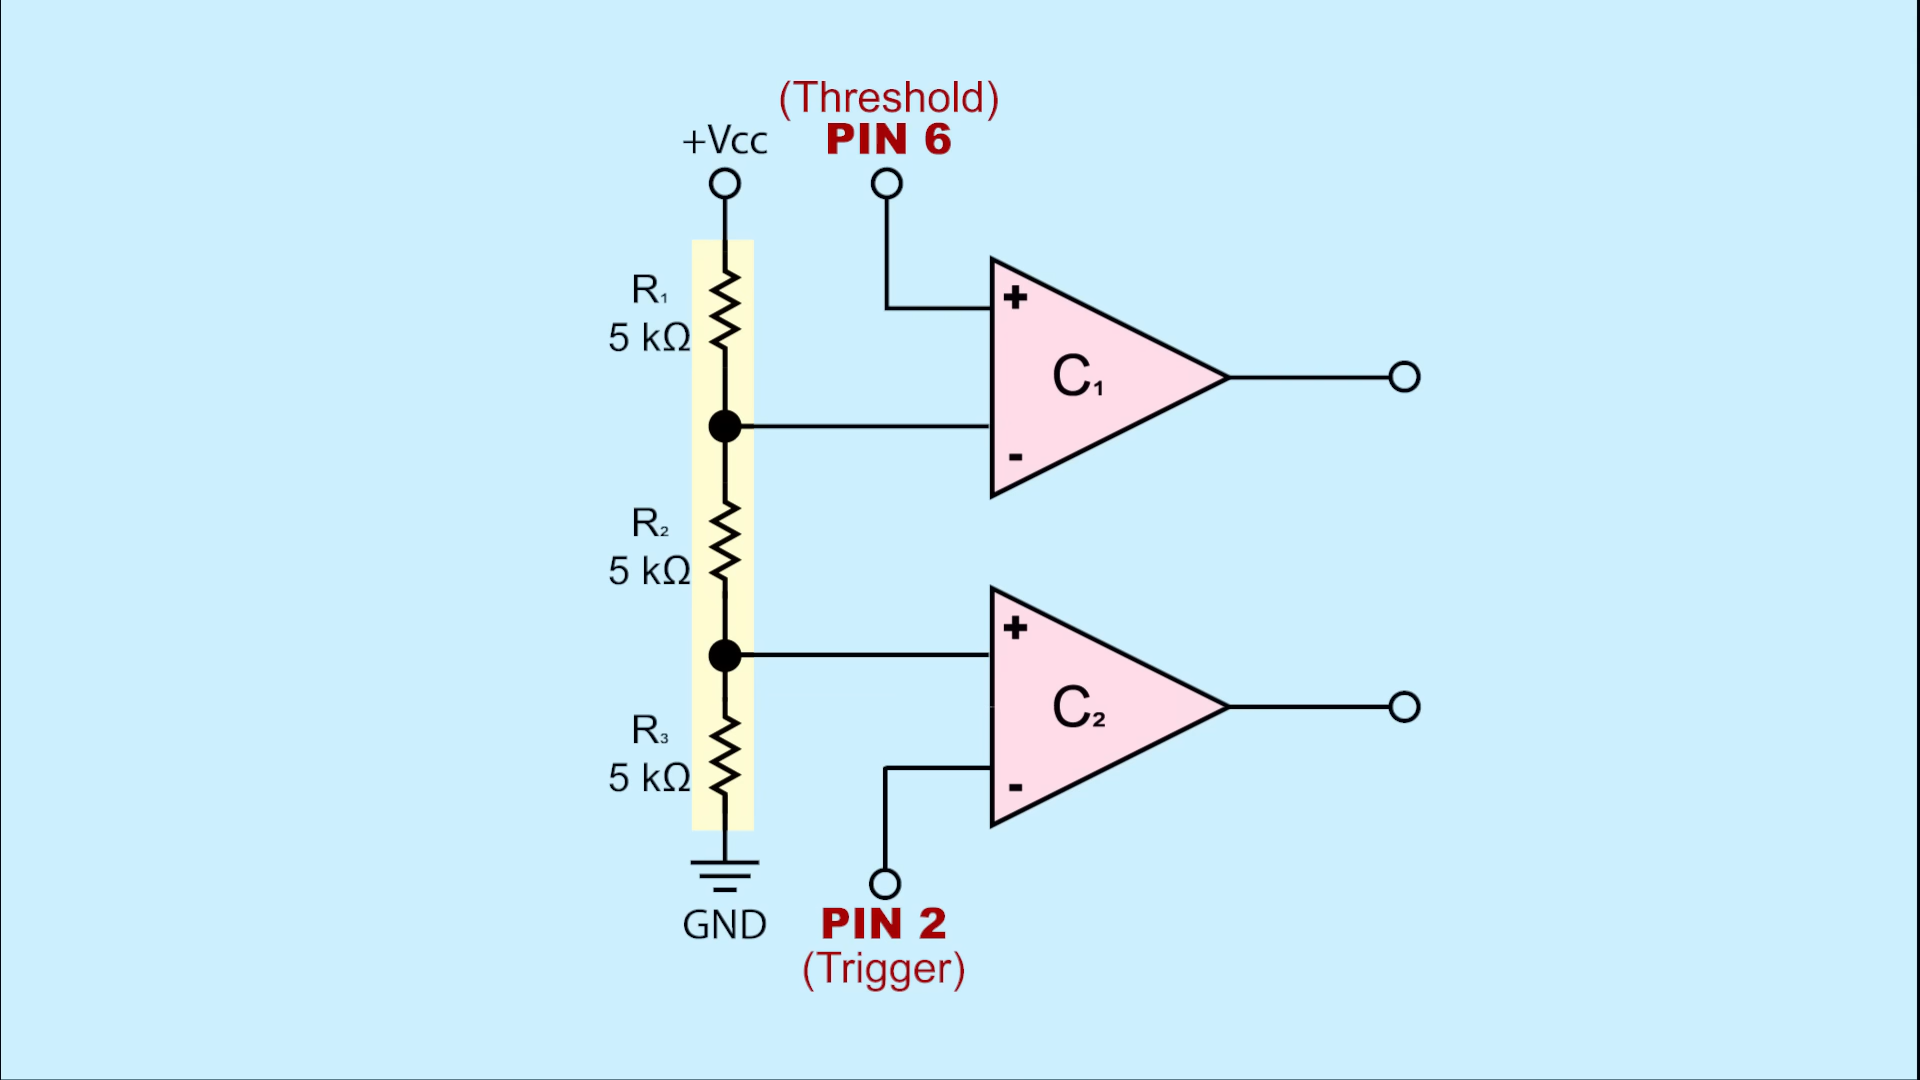 (Threshold)
PIN 6
+Vcc
R₁
5 kΩ
+
C₁
-
R₂
5 kΩ
+
C₂
-
R₃
5 kΩ
GND
PIN 2
(Trigger)